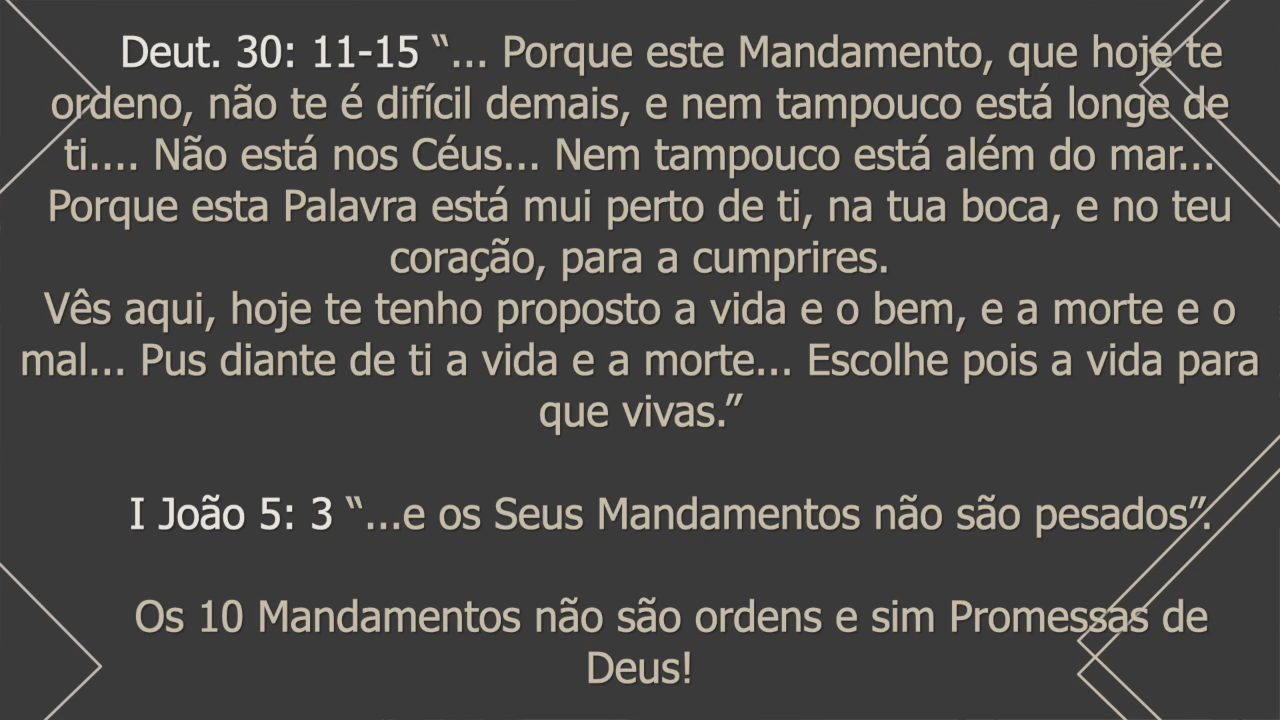 Deut. 30: 11-15 “... Porque este Mandamento, que hoje te
ordeno, não te é difícil demais, e nem tampouco está longe de
ti.... Não está nos Céus... Nem tampouco está além do mar...
Porque esta Palavra está mui perto de ti, na tua boca, e no teu
coração, para a cumprires.
Vês aqui, hoje te tenho proposto a vida e o bem, e a morte e o
mal... Pus diante de ti a vida e a morte... Escolhe pois a vida para
que vivas.”
I João 5: 3 “...e os Seus Mandamentos não são pesados”.
Os 10 Mandamentos não são ordens e sim Promessas de
Deus!